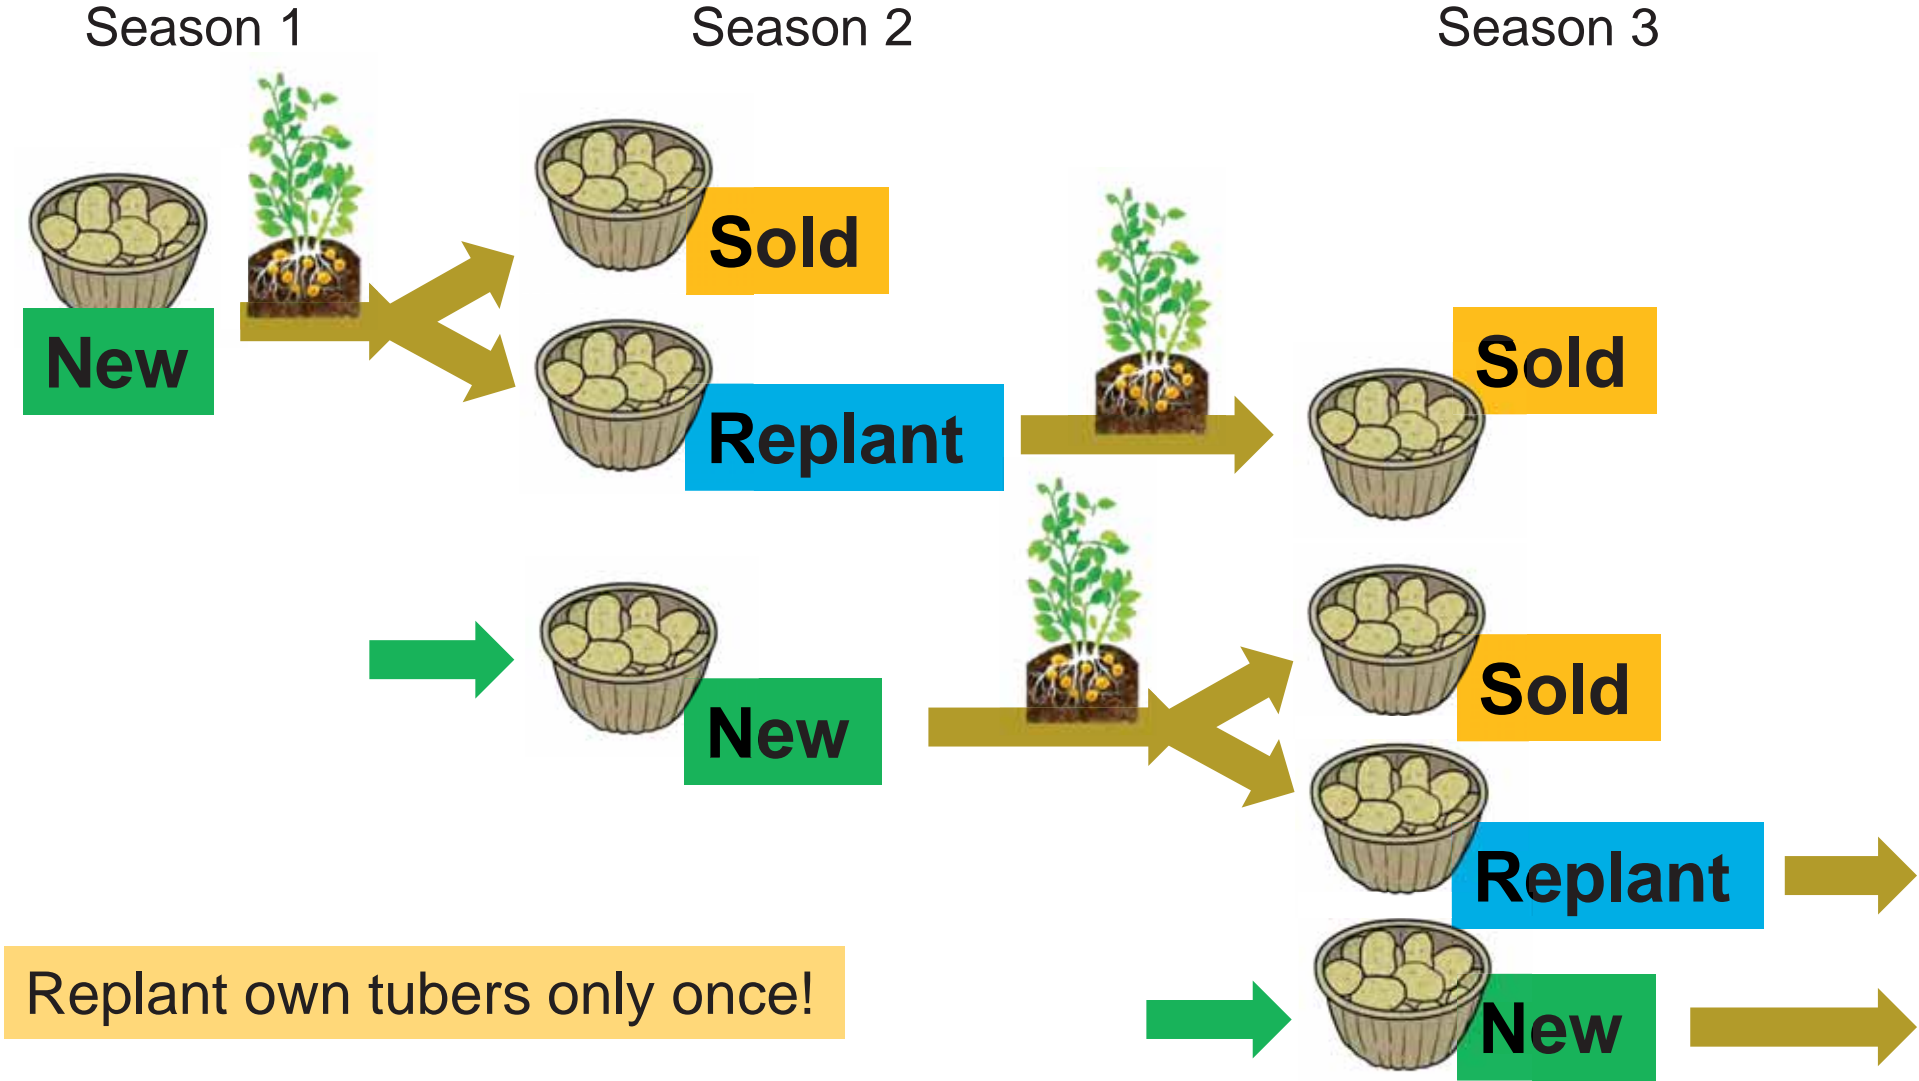 Season 1
Season 2
Season 3
New
Sold
Replant
New
Sold
Sold
Replant
New
Replant own tubers only once!